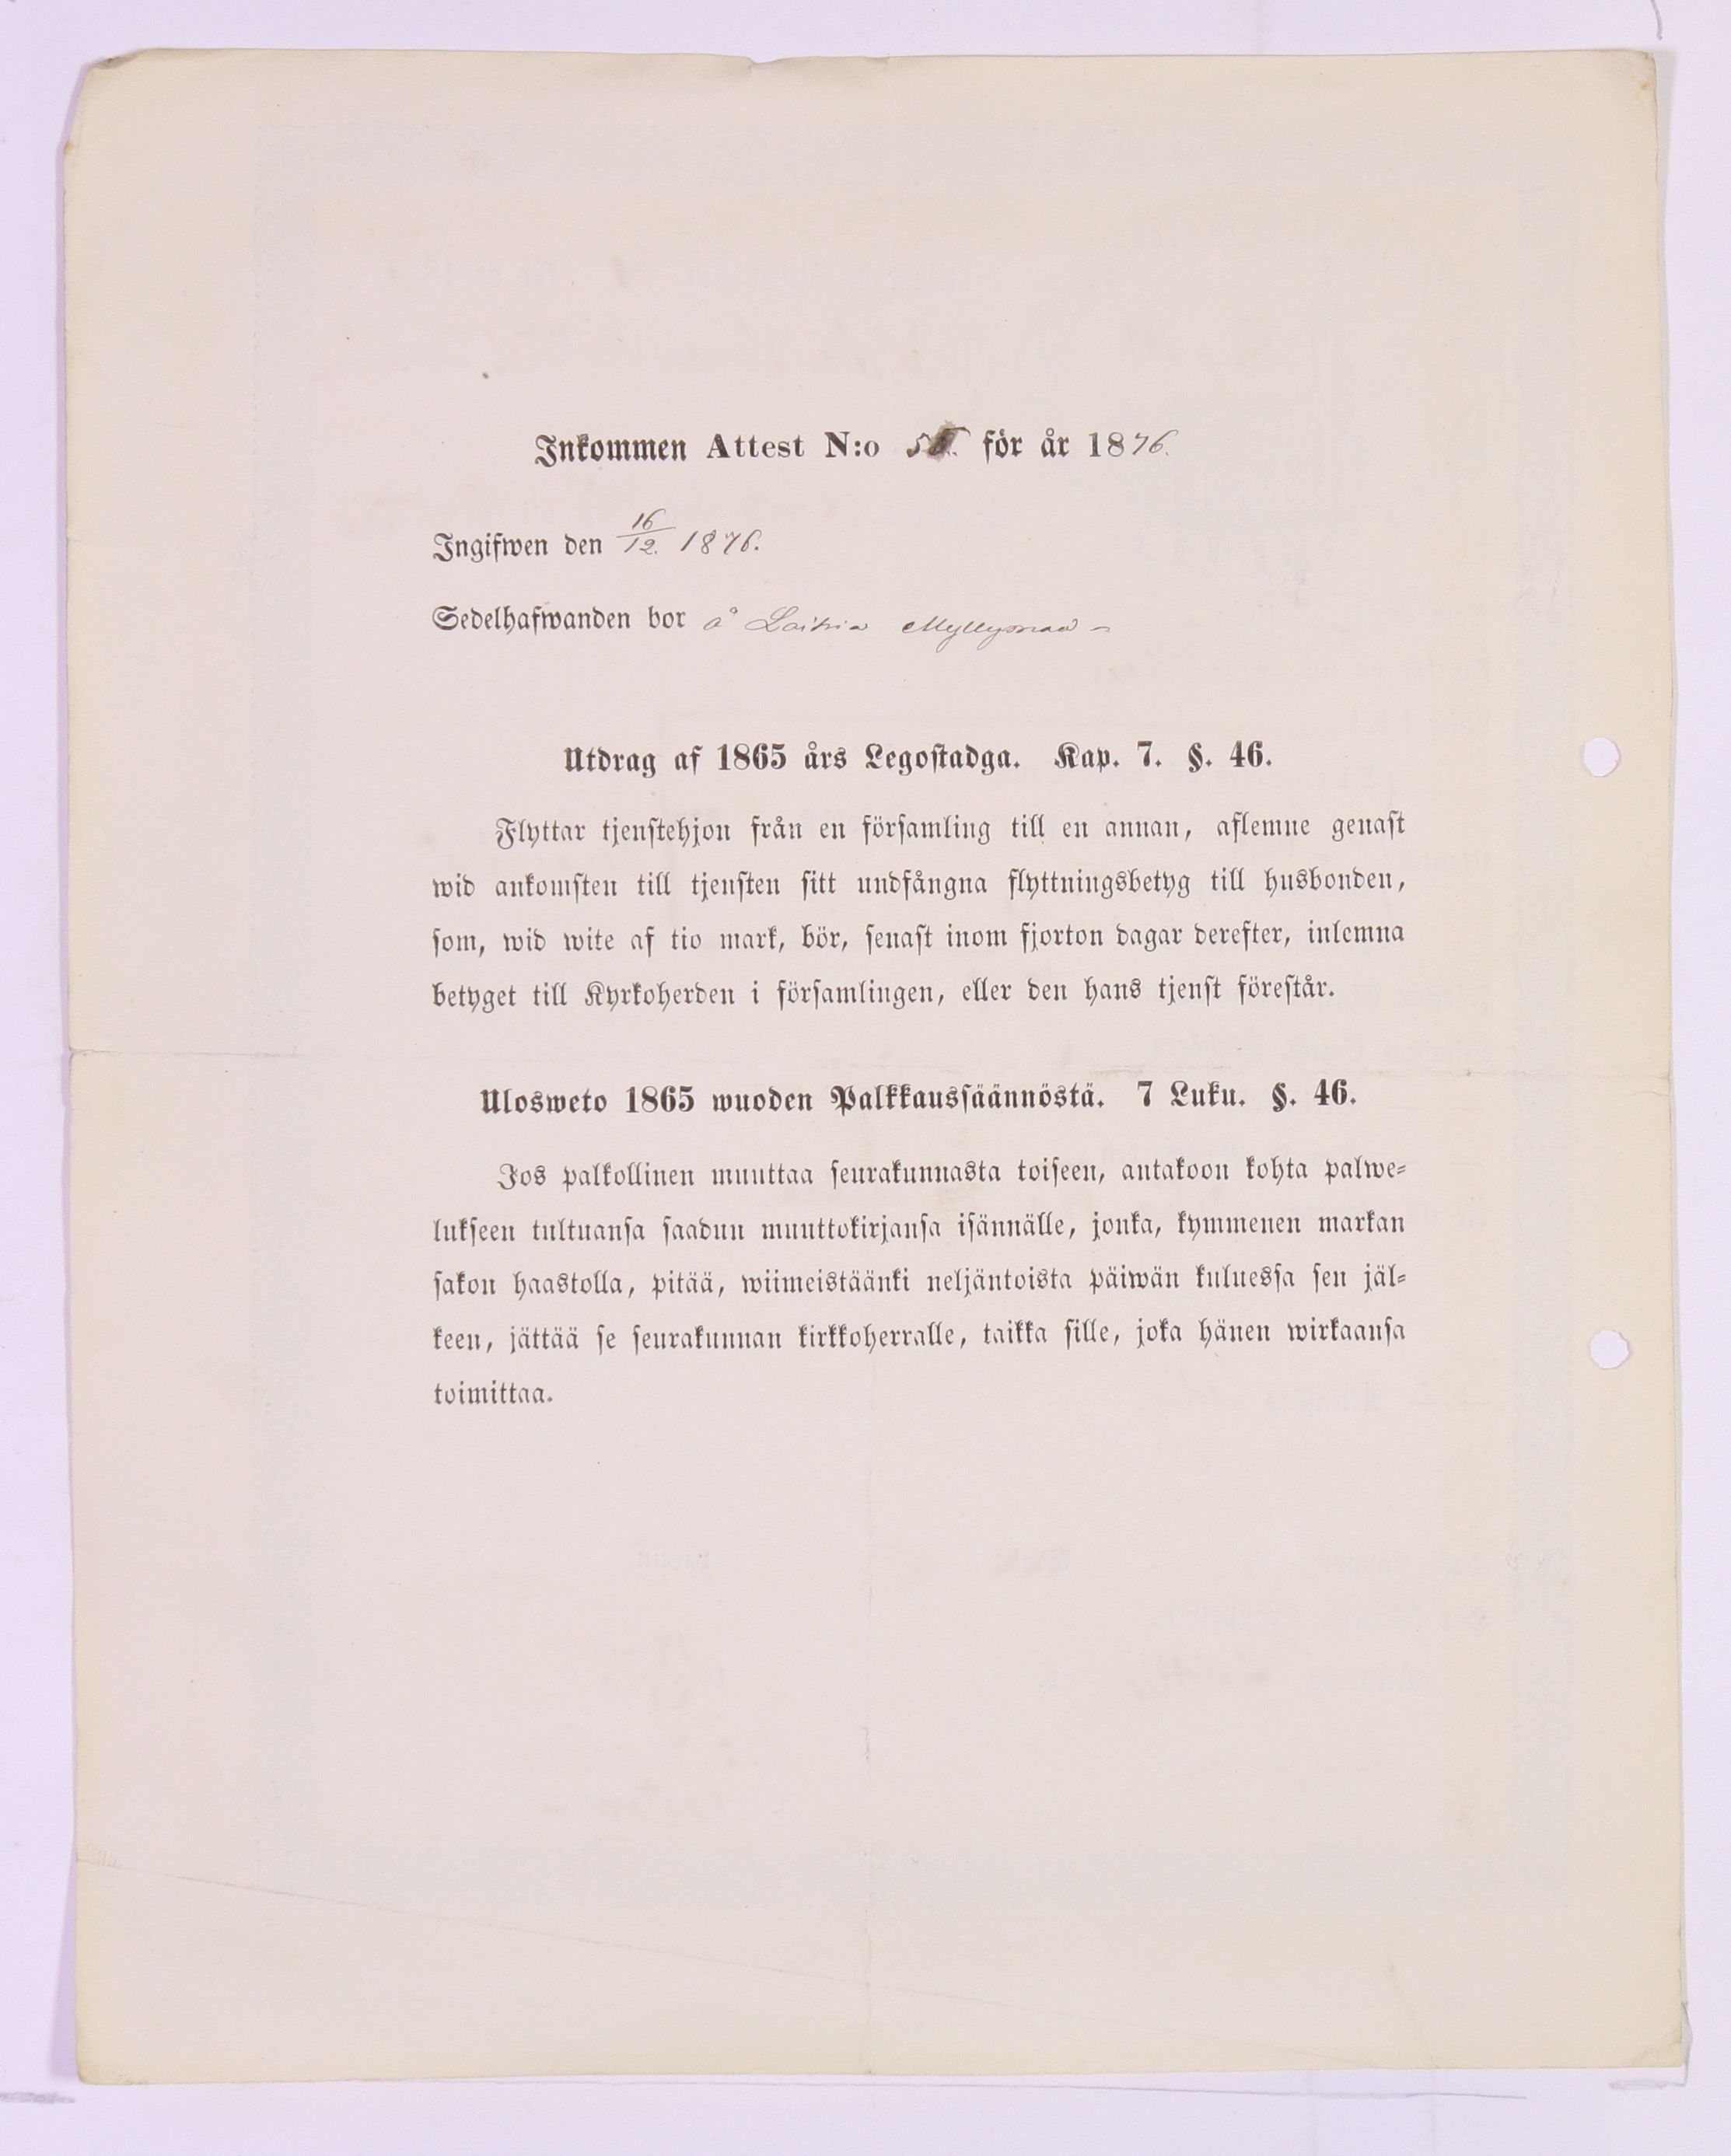 Inkommen Attest N:o 5 för år 1876.
Ingifwen den 16/12. 1876.
Sedelhafwanden bor å Laitsia Myllymaa
Utdrag af 1865 års Legostadga. Kap. 7. §. 46.
Flyttar tjenstehjon från en församling till en annan, aflemne genast
wid ankomsten till tjensten sitt undfångna flyttningsbetyg till husbonden,
som, wid wite af tio mark, bör, senast inom fjorton dagar derefter, inlemna
betyget till Kyrkoherden i församlingen, eller den hans tjenst förestår.
Ulosweto 1865 wuoden Palkkaussäännöstä. 7 Luku. §. 46.
Jos palkollinen muuttaa seurakunnasta toiseen, antakoon kohta palwe-
lukseen tultuansa saadun muuttokirjansa isännälle, jonka, kymmenen markan
sakon haastolla, pitää, wiimeistäänki neljäntoista päiwän kuluessa sen jäl-
keen, jättää se seurakunnan kirkkoherralle, taikka sille, joka hänen wirkaansa
toimittaa.